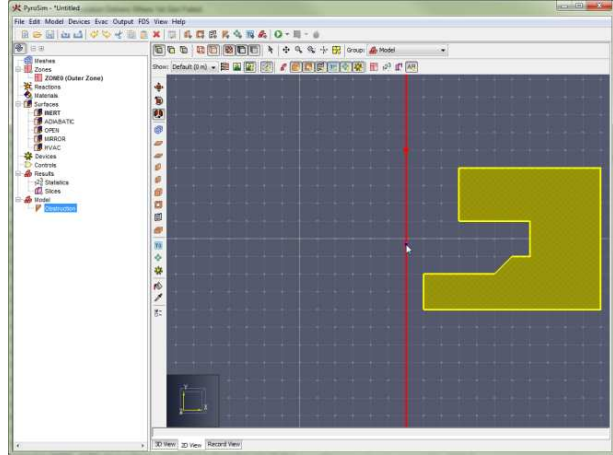 PyroSim - "Untitled
File Edit Model Devices Evac Output FDS View Help
Group: Model
Show: Default (0 m)
Meshes
Zones
ZONE0 (Outer Zone)
Reactions
Materials
Surfaces
INERT
ADIABATIC
OPEN
MIRROR
HVAC
Devices
Controls
Results
Statistics
Slices
Model
Obstruction
Y
Z X
3D View 2D View Record View